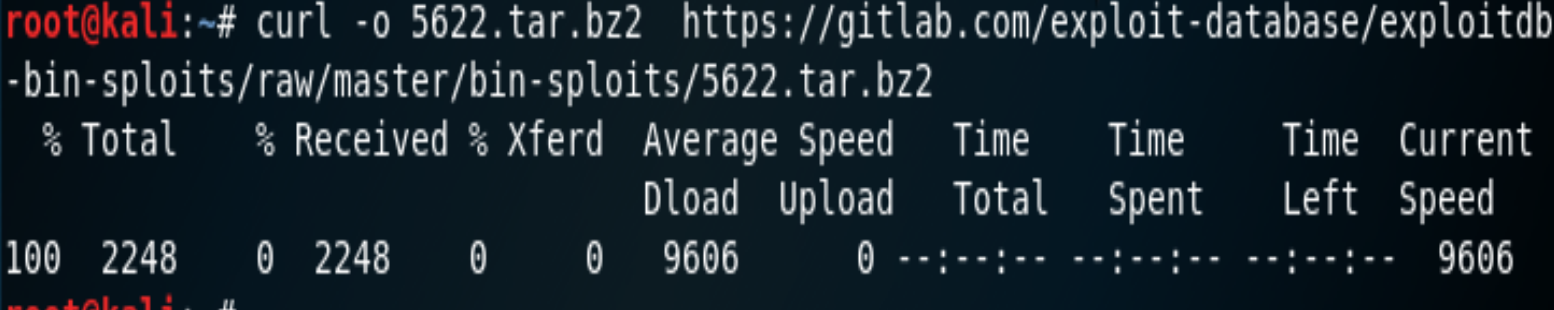 root@kali:~# curl -o 5622.tar.bz2  https://gitlab.com/exploit-database/exploitdb
-bin-sploits/raw/master/bin-sploits/5622.tar.bz2
  % Total    % Received % Xferd  Average Speed   Time    Time     Time  Current
                                 Dload  Upload   Total   Spent    Left  Speed
100  2248    0  2248    0     0   9606      0 --:--:-- --:--:-- --:--:--  9606
root@kali:~#